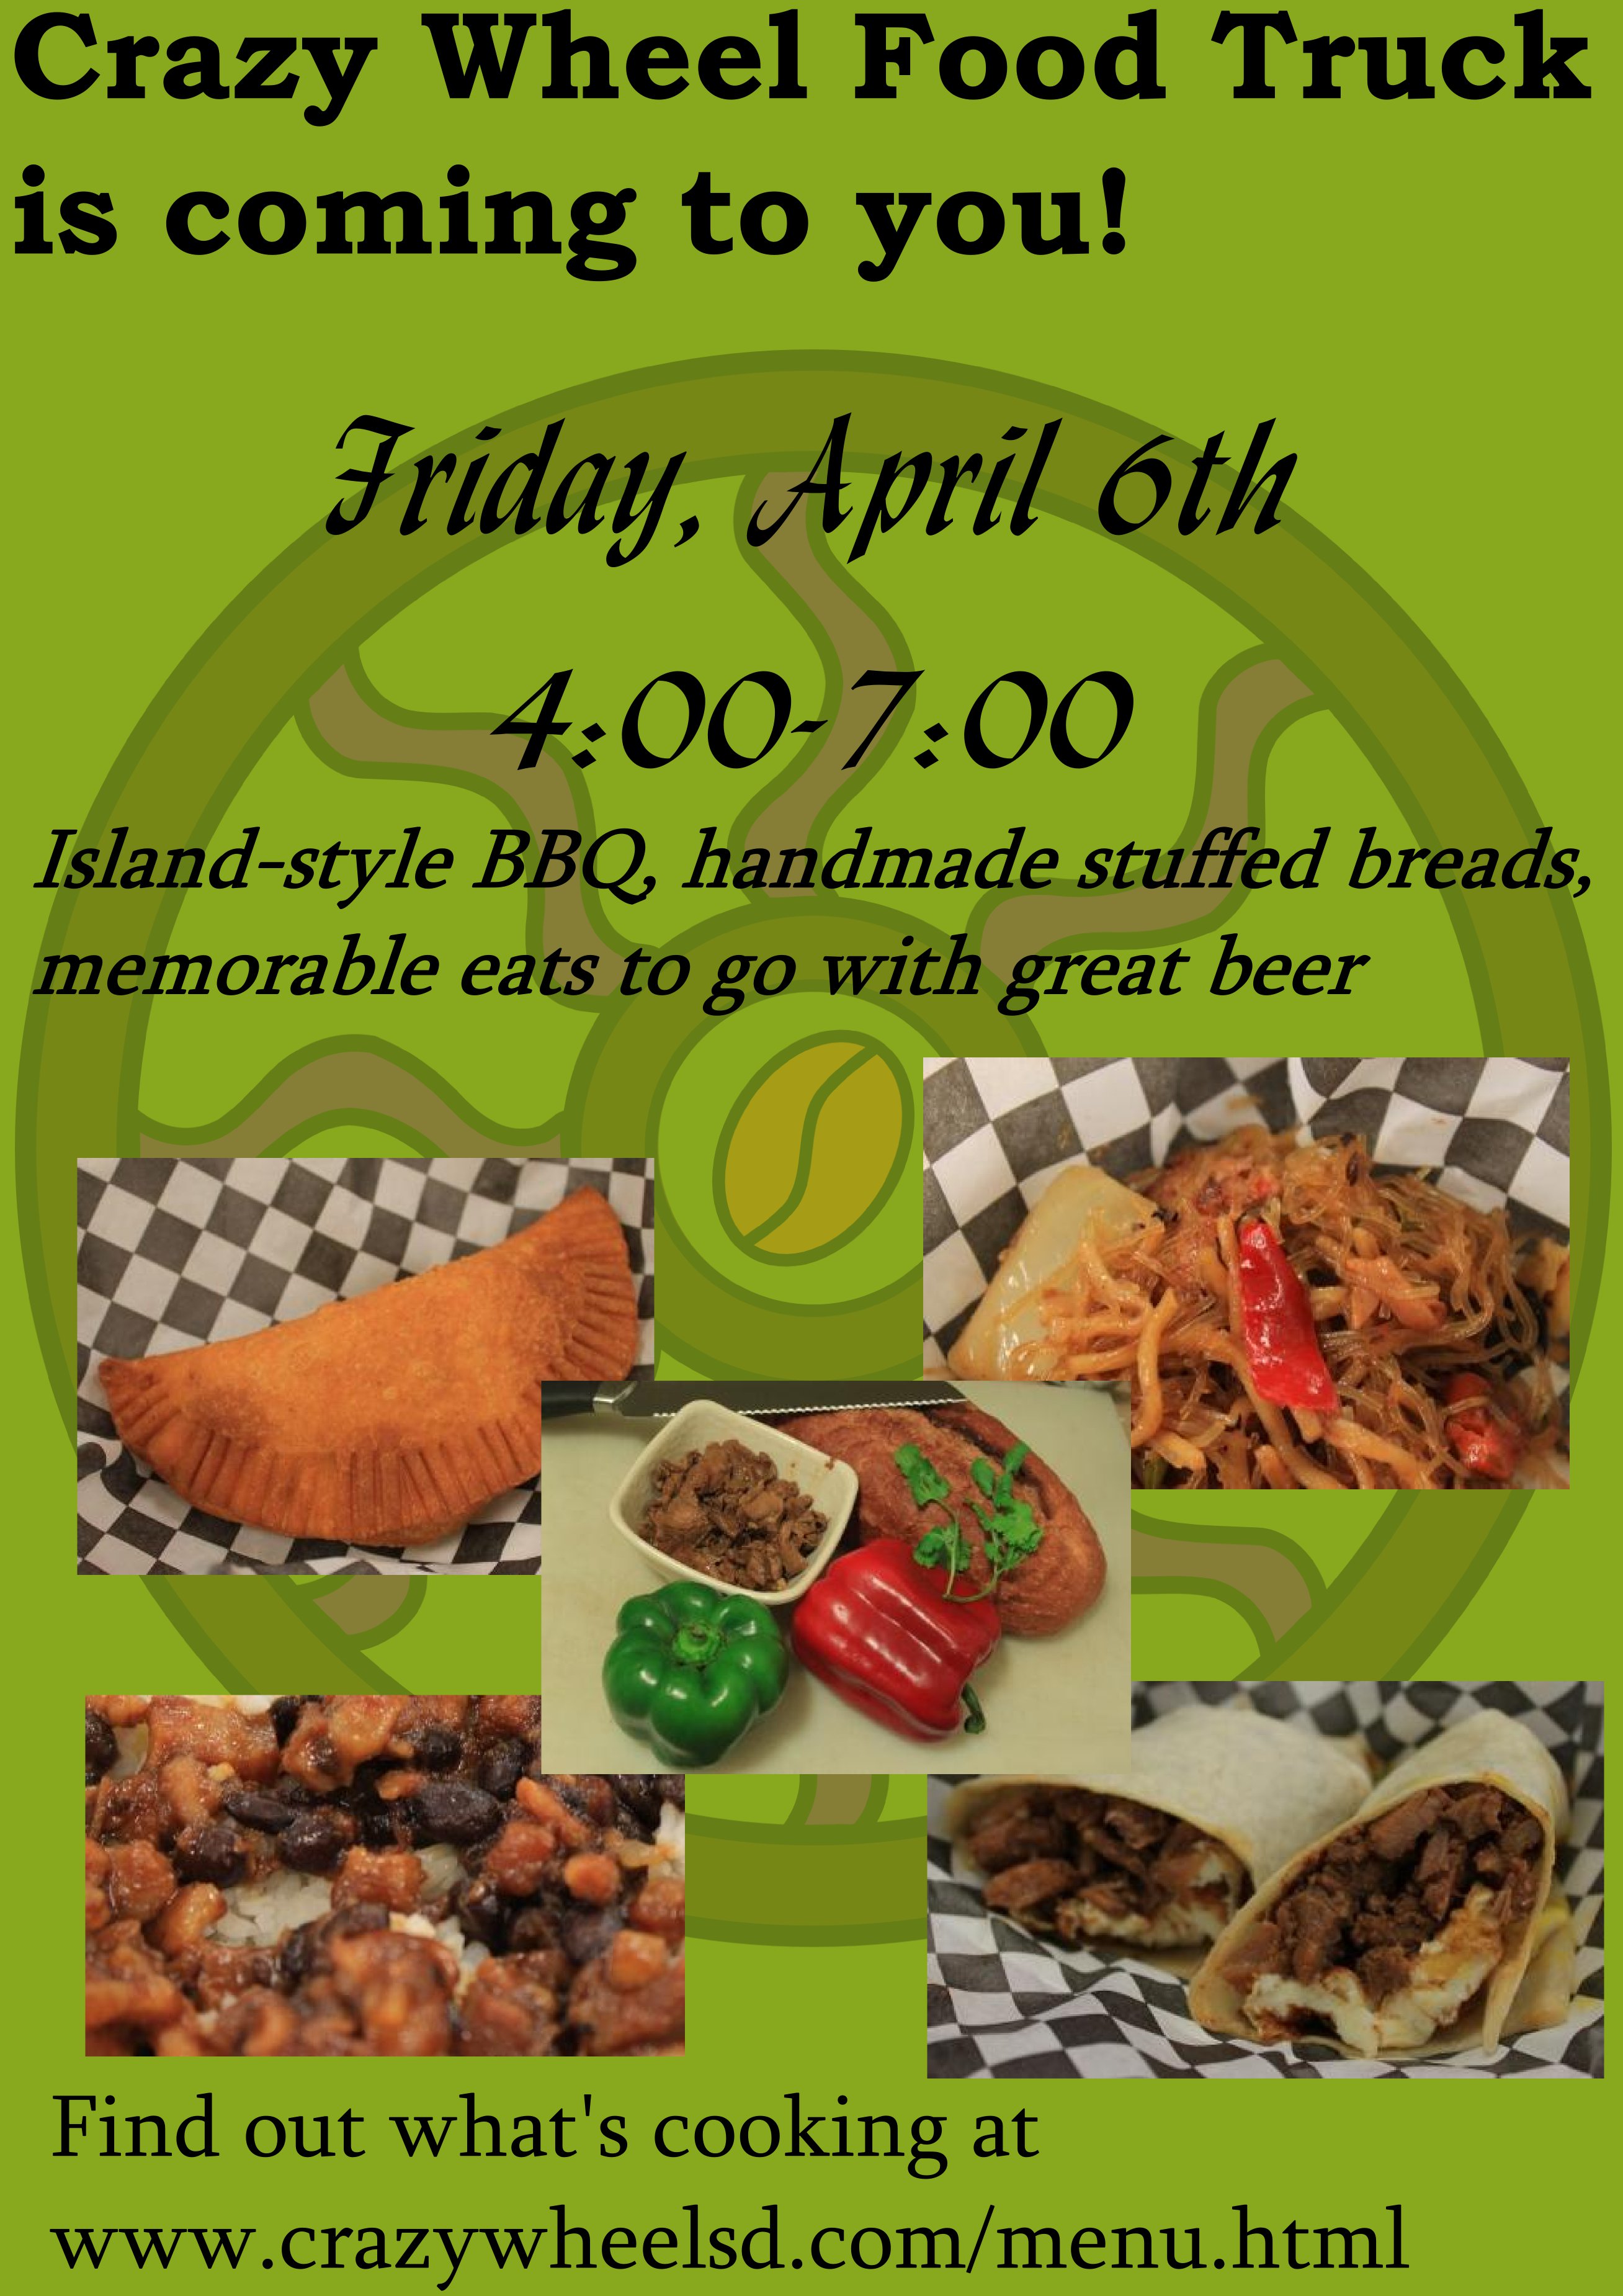 Crazy Wheel Food Truck
is coming to you!
Friday, April 6th
4:00-7:00
Island-style BBQ, handmade stuffed breads,
memorable eats to go with great beer
Find out what's cooking at
www.crazywheelsd.com/menu.html